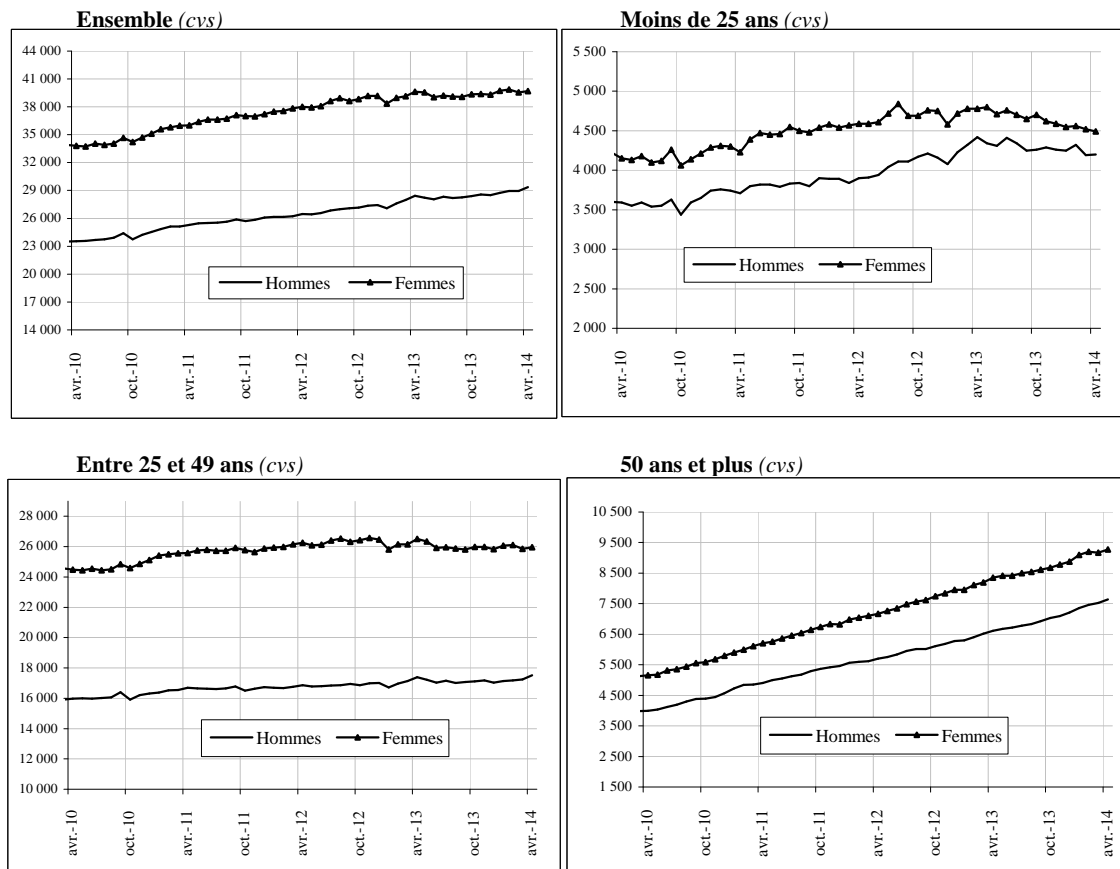 Ensemble (cvs)
44 000
41 000
38 000
35 000
32 000
29 000
26 000
23 000
20 000
17 000
14 000
Hommes
Femmes
avr.-10
oct.-10
avr.-11
oct.-11
avr.-12
oct.-12
avr.-13
oct.-13
avr.-14
Moins de 25 ans (cvs)
5 500
5 000
4 500
4 000
3 500
3 000
2 500
2 000
Hommes
Femmes
avr.-10
oct.-10
avr.-11
oct.-11
avr.-12
oct.-12
avr.-13
oct.-13
avr.-14
Entre 25 et 49 ans (cvs)
28 000
26 000
24 000
22 000
20 000
18 000
16 000
14 000
12 000
10 000
Hommes
Femmes
avr.-10
oct.-10
avr.-11
oct.-11
avr.-12
oct.-12
avr.-13
oct.-13
avr.-14
50 ans et plus (cvs)
10 500
9 500
8 500
7 500
6 500
5 500
4 500
3 500
2 500
1 500
Hommes
Femmes
avr.-10
oct.-10
avr.-11
oct.-11
avr.-12
oct.-12
avr.-13
oct.-13
avr.-14